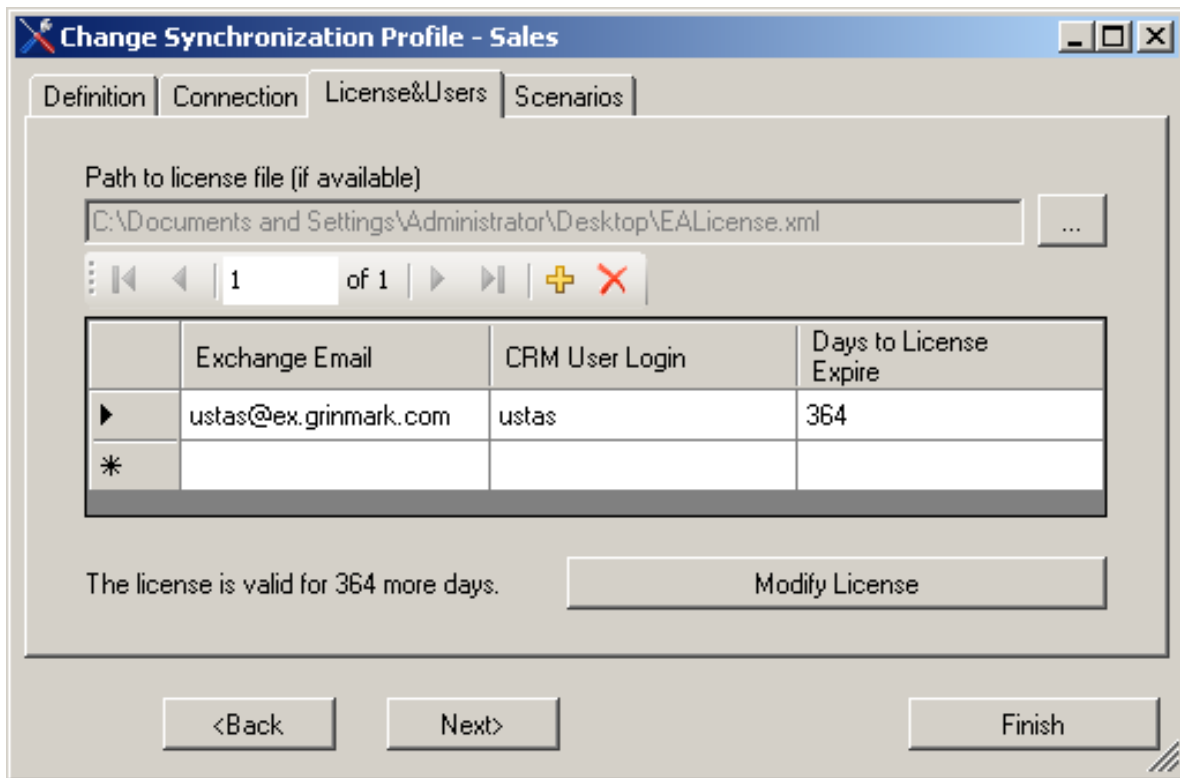 Change Synchronization Profile - Sales
Definition Connection License&Users Scenarios
Path to license file (if available)
C:\Documents and Settings\Administrator\Desktop\EALicense.xml ...
1 of 1
Exchange Email CRM User Login Days to License
Expire
ustas@ex.grinmark.com ustas 364
The license is valid for 364 more days. Modify License
<Back Next> Finish